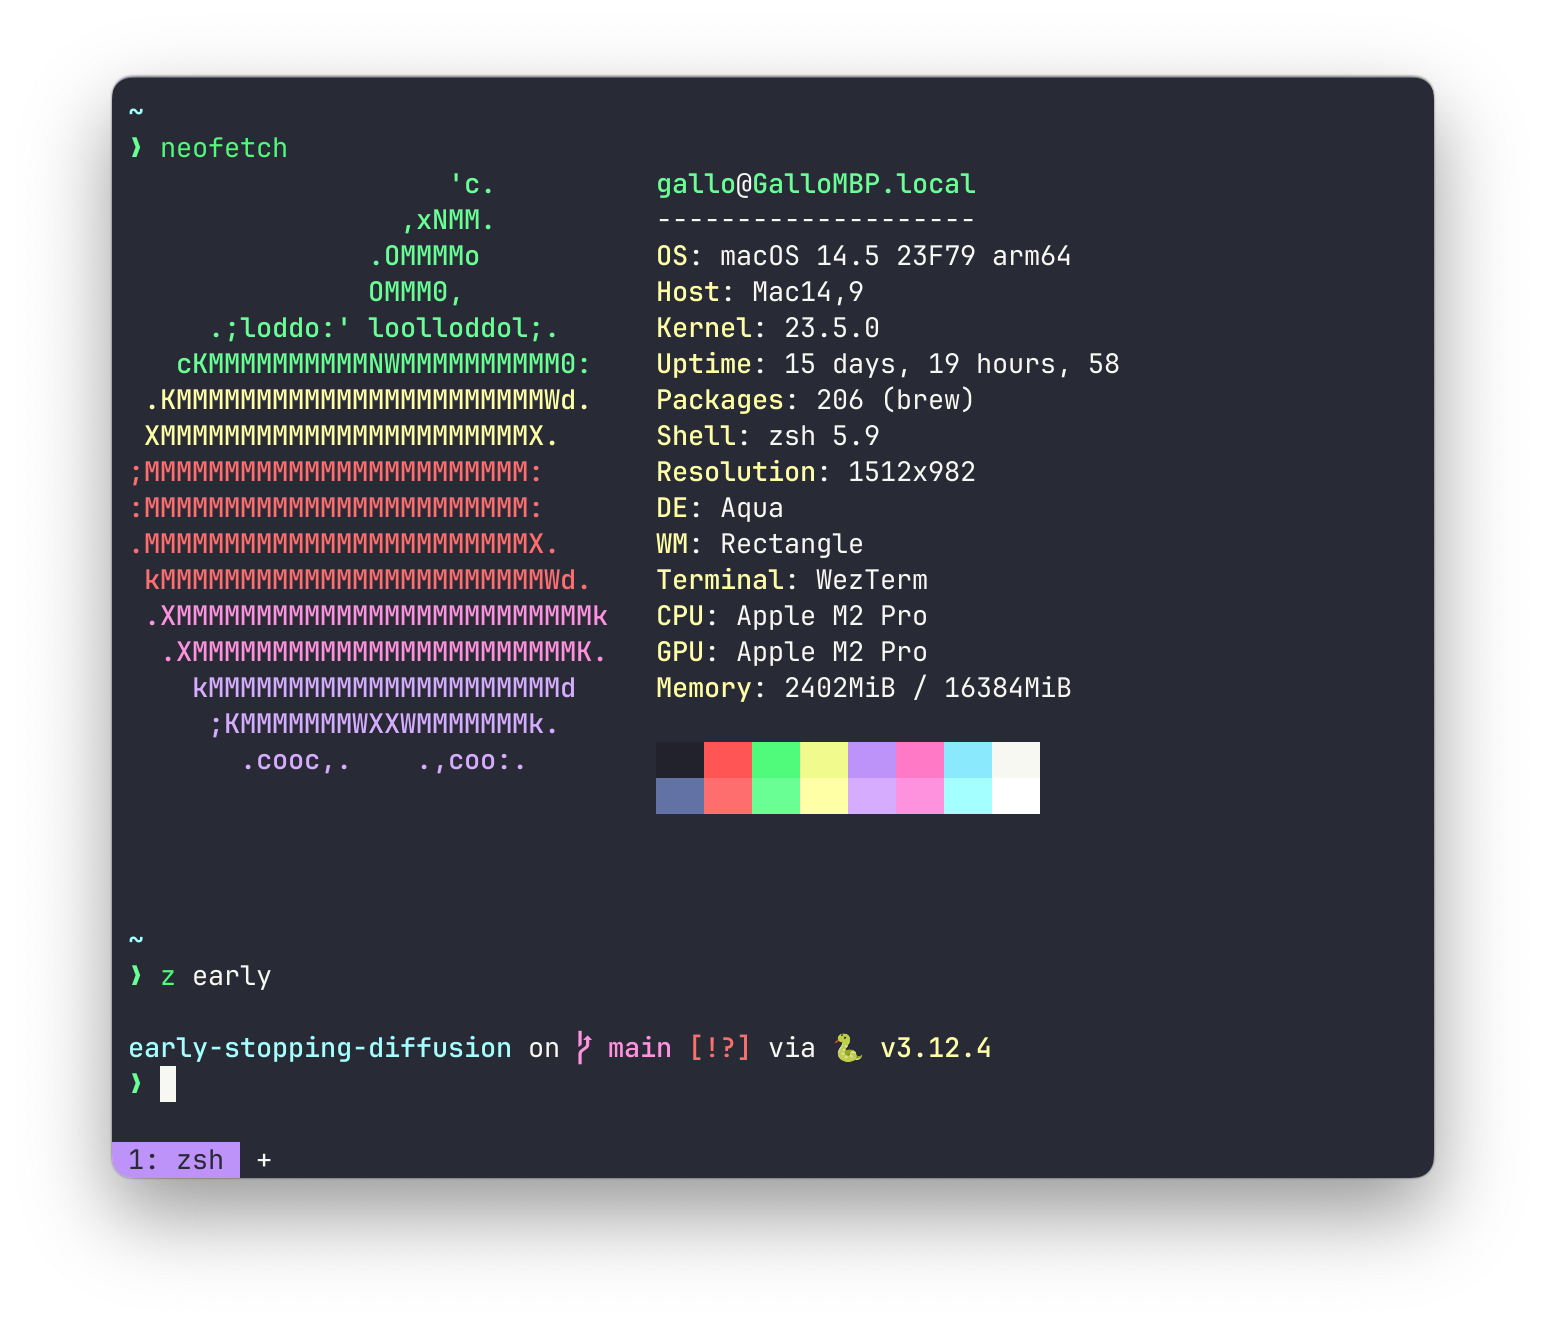 ~
❱ neofetch
'c. gallo@GalloMBP.local
,xNMM. --------------------
.OMMMMo OS: macOS 14.5 23F79 arm64
OMMM0, Host: Mac14,9
.;loddo:' loolloddol;. Kernel: 23.5.0
cKMMMMMMMMMMNWMMMMMMMMMM0: Uptime: 15 days, 19 hours, 58
.KMMMMMMMMMMMMMMMMMMMMMMMWd. Packages: 206 (brew)
XMMMMMMMMMMMMMMMMMMMMMMMX. Shell: zsh 5.9
;MMMMMMMMMMMMMMMMMMMMMMMM: Resolution: 1512x982
:MMMMMMMMMMMMMMMMMMMMMMMM: DE: Aqua
.MMMMMMMMMMMMMMMMMMMMMMMMX. WM: Rectangle
kMMMMMMMMMMMMMMMMMMMMMMMMWd. Terminal: WezTerm
.XMMMMMMMMMMMMMMMMMMMMMMMMMMk CPU: Apple M2 Pro
.XMMMMMMMMMMMMMMMMMMMMMMMMK. GPU: Apple M2 Pro
kMMMMMMMMMMMMMMMMMMMMMMd Memory: 2402MiB / 16384MiB
;KMMMMMMMWXXWMMMMMMMk.
.cooc,. .,coo:.
~
❱ z early
early-stopping-diffusion on main [!?] via 🐍 v3.12.4
❱
1: zsh +